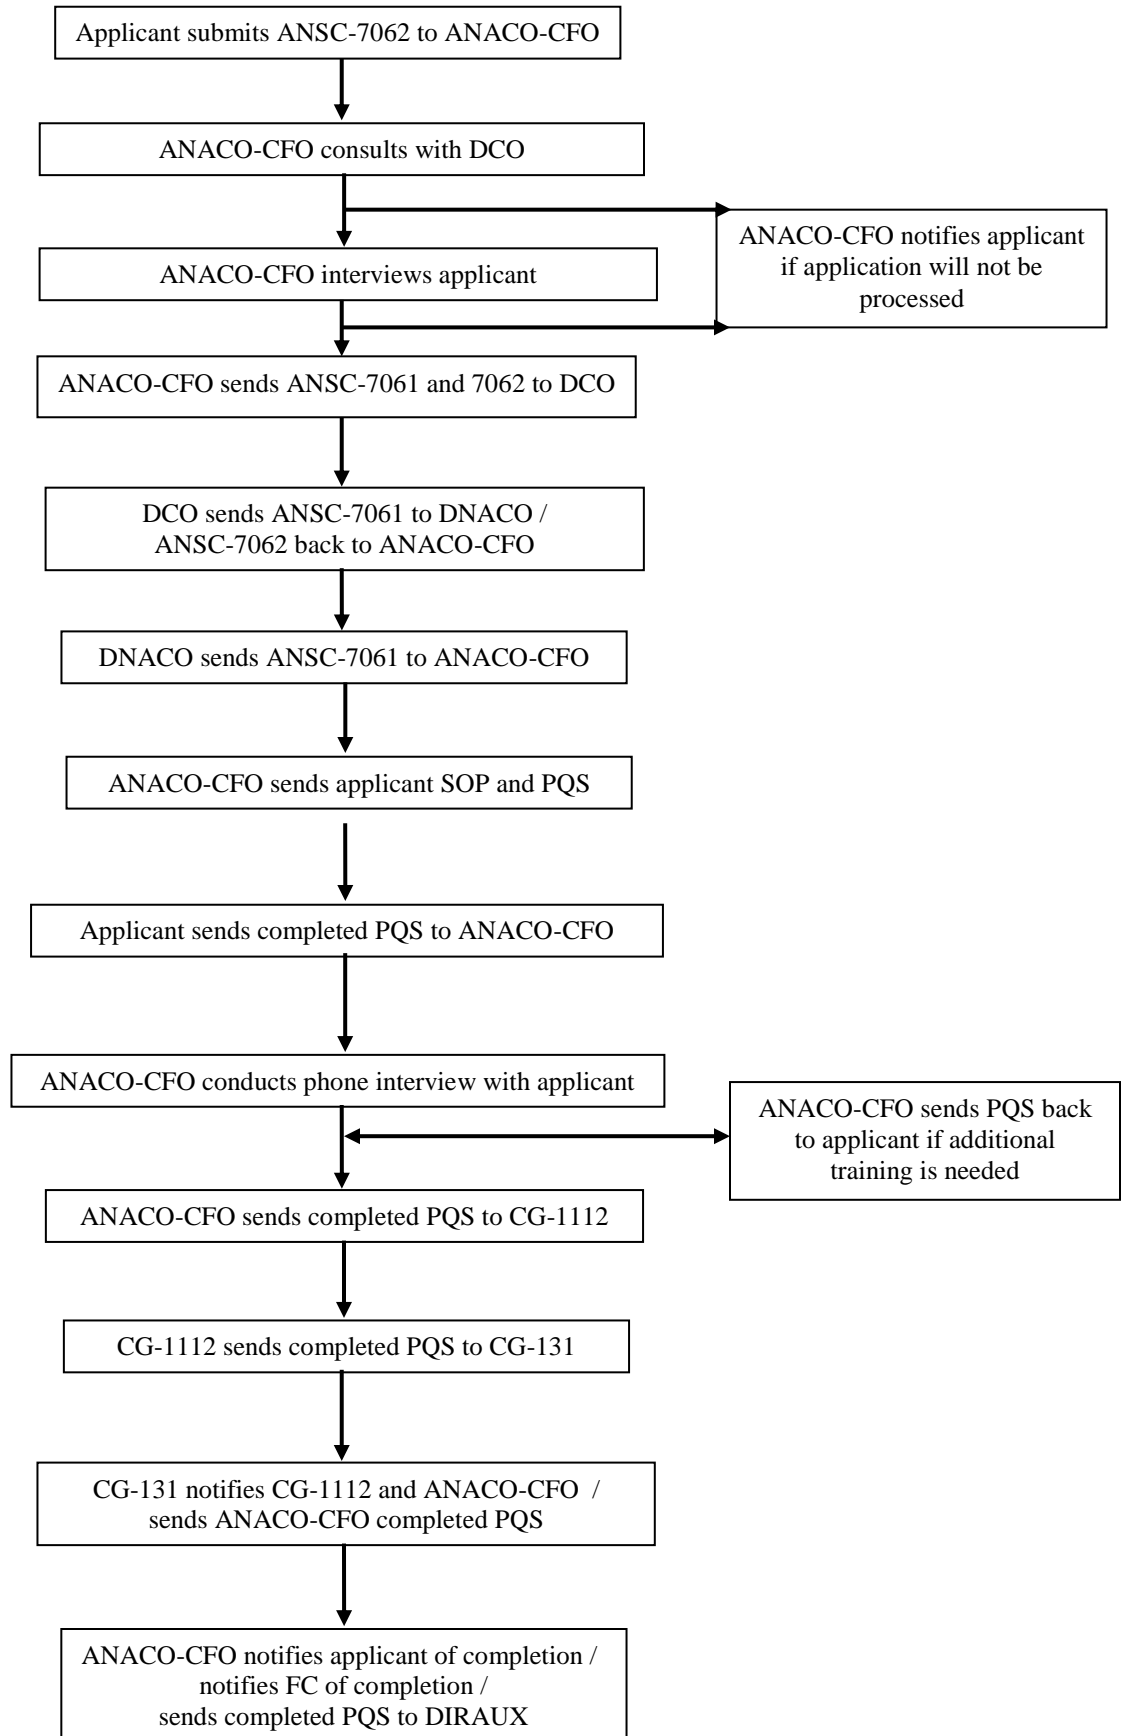 Applicant submits ANSC-7062 to ANACO-CFO
ANACO-CFO consults with DCO
ANACO-CFO notifies applicant
if application will not be
processed
ANACO-CFO interviews applicant
ANACO-CFO sends ANSC-7061 and 7062 to DCO
DCO sends ANSC-7061 to DNACO /
ANSC-7062 back to ANACO-CFO
DNACO sends ANSC-7061 to ANACO-CFO
ANACO-CFO sends applicant SOP and PQS
Applicant sends completed PQS to ANACO-CFO
ANACO-CFO conducts phone interview with applicant
ANACO-CFO sends PQS back
to applicant if additional
training is needed
ANACO-CFO sends completed PQS to CG-1112
CG-1112 sends completed PQS to CG-131
CG-131 notifies CG-1112 and ANACO-CFO /
sends ANACO-CFO completed PQS
ANACO-CFO notifies applicant of completion /
notifies FC of completion /
sends completed PQS to DIRAUX